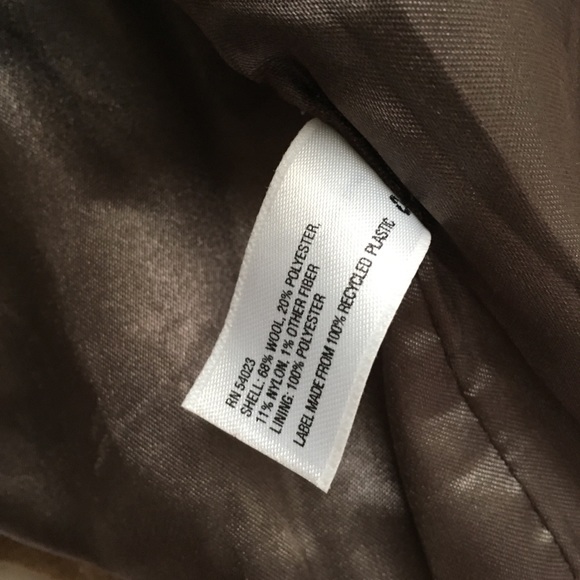 RN 54023
SHELL: 68% WOOL, 20% POLYESTER,
11% NYLON, 1% OTHER FIBER
LINING: 100% POLYESTER
LABEL MADE FROM 100% RECYCLED PLASTIC